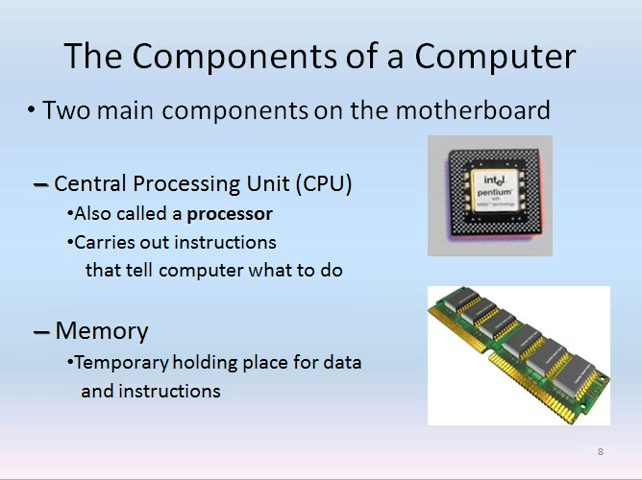 The Components of a Computer
• Two main components on the motherboard
– Central Processing Unit (CPU)
•Also called a processor
•Carries out instructions
that tell computer what to do
intel
pentium
– Memory
•Temporary holding place for data
and instructions
8